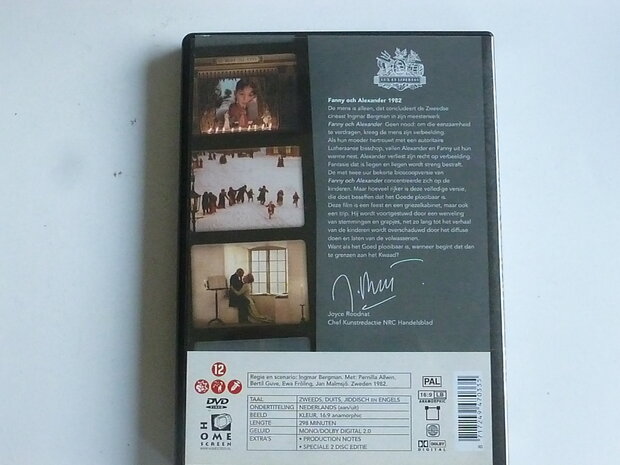 Fanny och Alexander 1982
De mens is alleen, dat concludeert de Zweedse
cineast Ingmar Bergman in zijn meesterwerk
Fanny och Alexander. Geen nood: om die eenzaamheid
te verdragen, kreeg de mens zijn verbeelding.
Als hun moeder hertrouwt met een autoritaire
Lutheraanse bisschop, vallen Alexander en Fanny uit hun
warme nest. Alexander verliest zijn recht op verbeelding.
Fantasie dat is liegen en liegen wordt streng bestraft.
De met twee uur bekorte bioscoopversie van
Fanny och Alexander concentreerde zich op de
kinderen. Maar hoeveel rijker is deze volledige versie,
die doet beseffen dat het Goede plooibaar is.
Deze film is een feest en een griezelkabinet, maar ook
een trip. Hij wordt voortgestuwd door een werveling
van stemmingen en grapjes, net zo lang tot het verhaal
van de kinderen wordt overschaduwd door het diffuse
doen en laten van de volwassenen.
Want als het Goed plooibaar is, wanneer begint dat dan
te grenzen aan het Kwaad?
Joyce Roodnat
Chef Kunstredactie NRC Handelsblad
12
Regie en scenario: Ingmar Bergman. Met: Pernilla Allwin,
Bertil Guve, Ewa Fröling, Jan Malmsjö. Zweden 1982.
DVD
VIDEO
TAAL ZWEEDS, DUITS, JIDDISCH EN ENGELS
ONDERTITELING NEDERLANDS (aan/uit)
BEELD KLEUR, 16:9 anamorphic
LENGTE 298 MINUTEN
GELUID MONO/DOLBY DIGITAL 2.0
EXTRA'S • PRODUCTION NOTES
• SPECIALE 2 DISC EDITIE
HOME
SCREEN
PAL
16:9 LB
ANAMORPHIC
DOLBY
DIGITAL